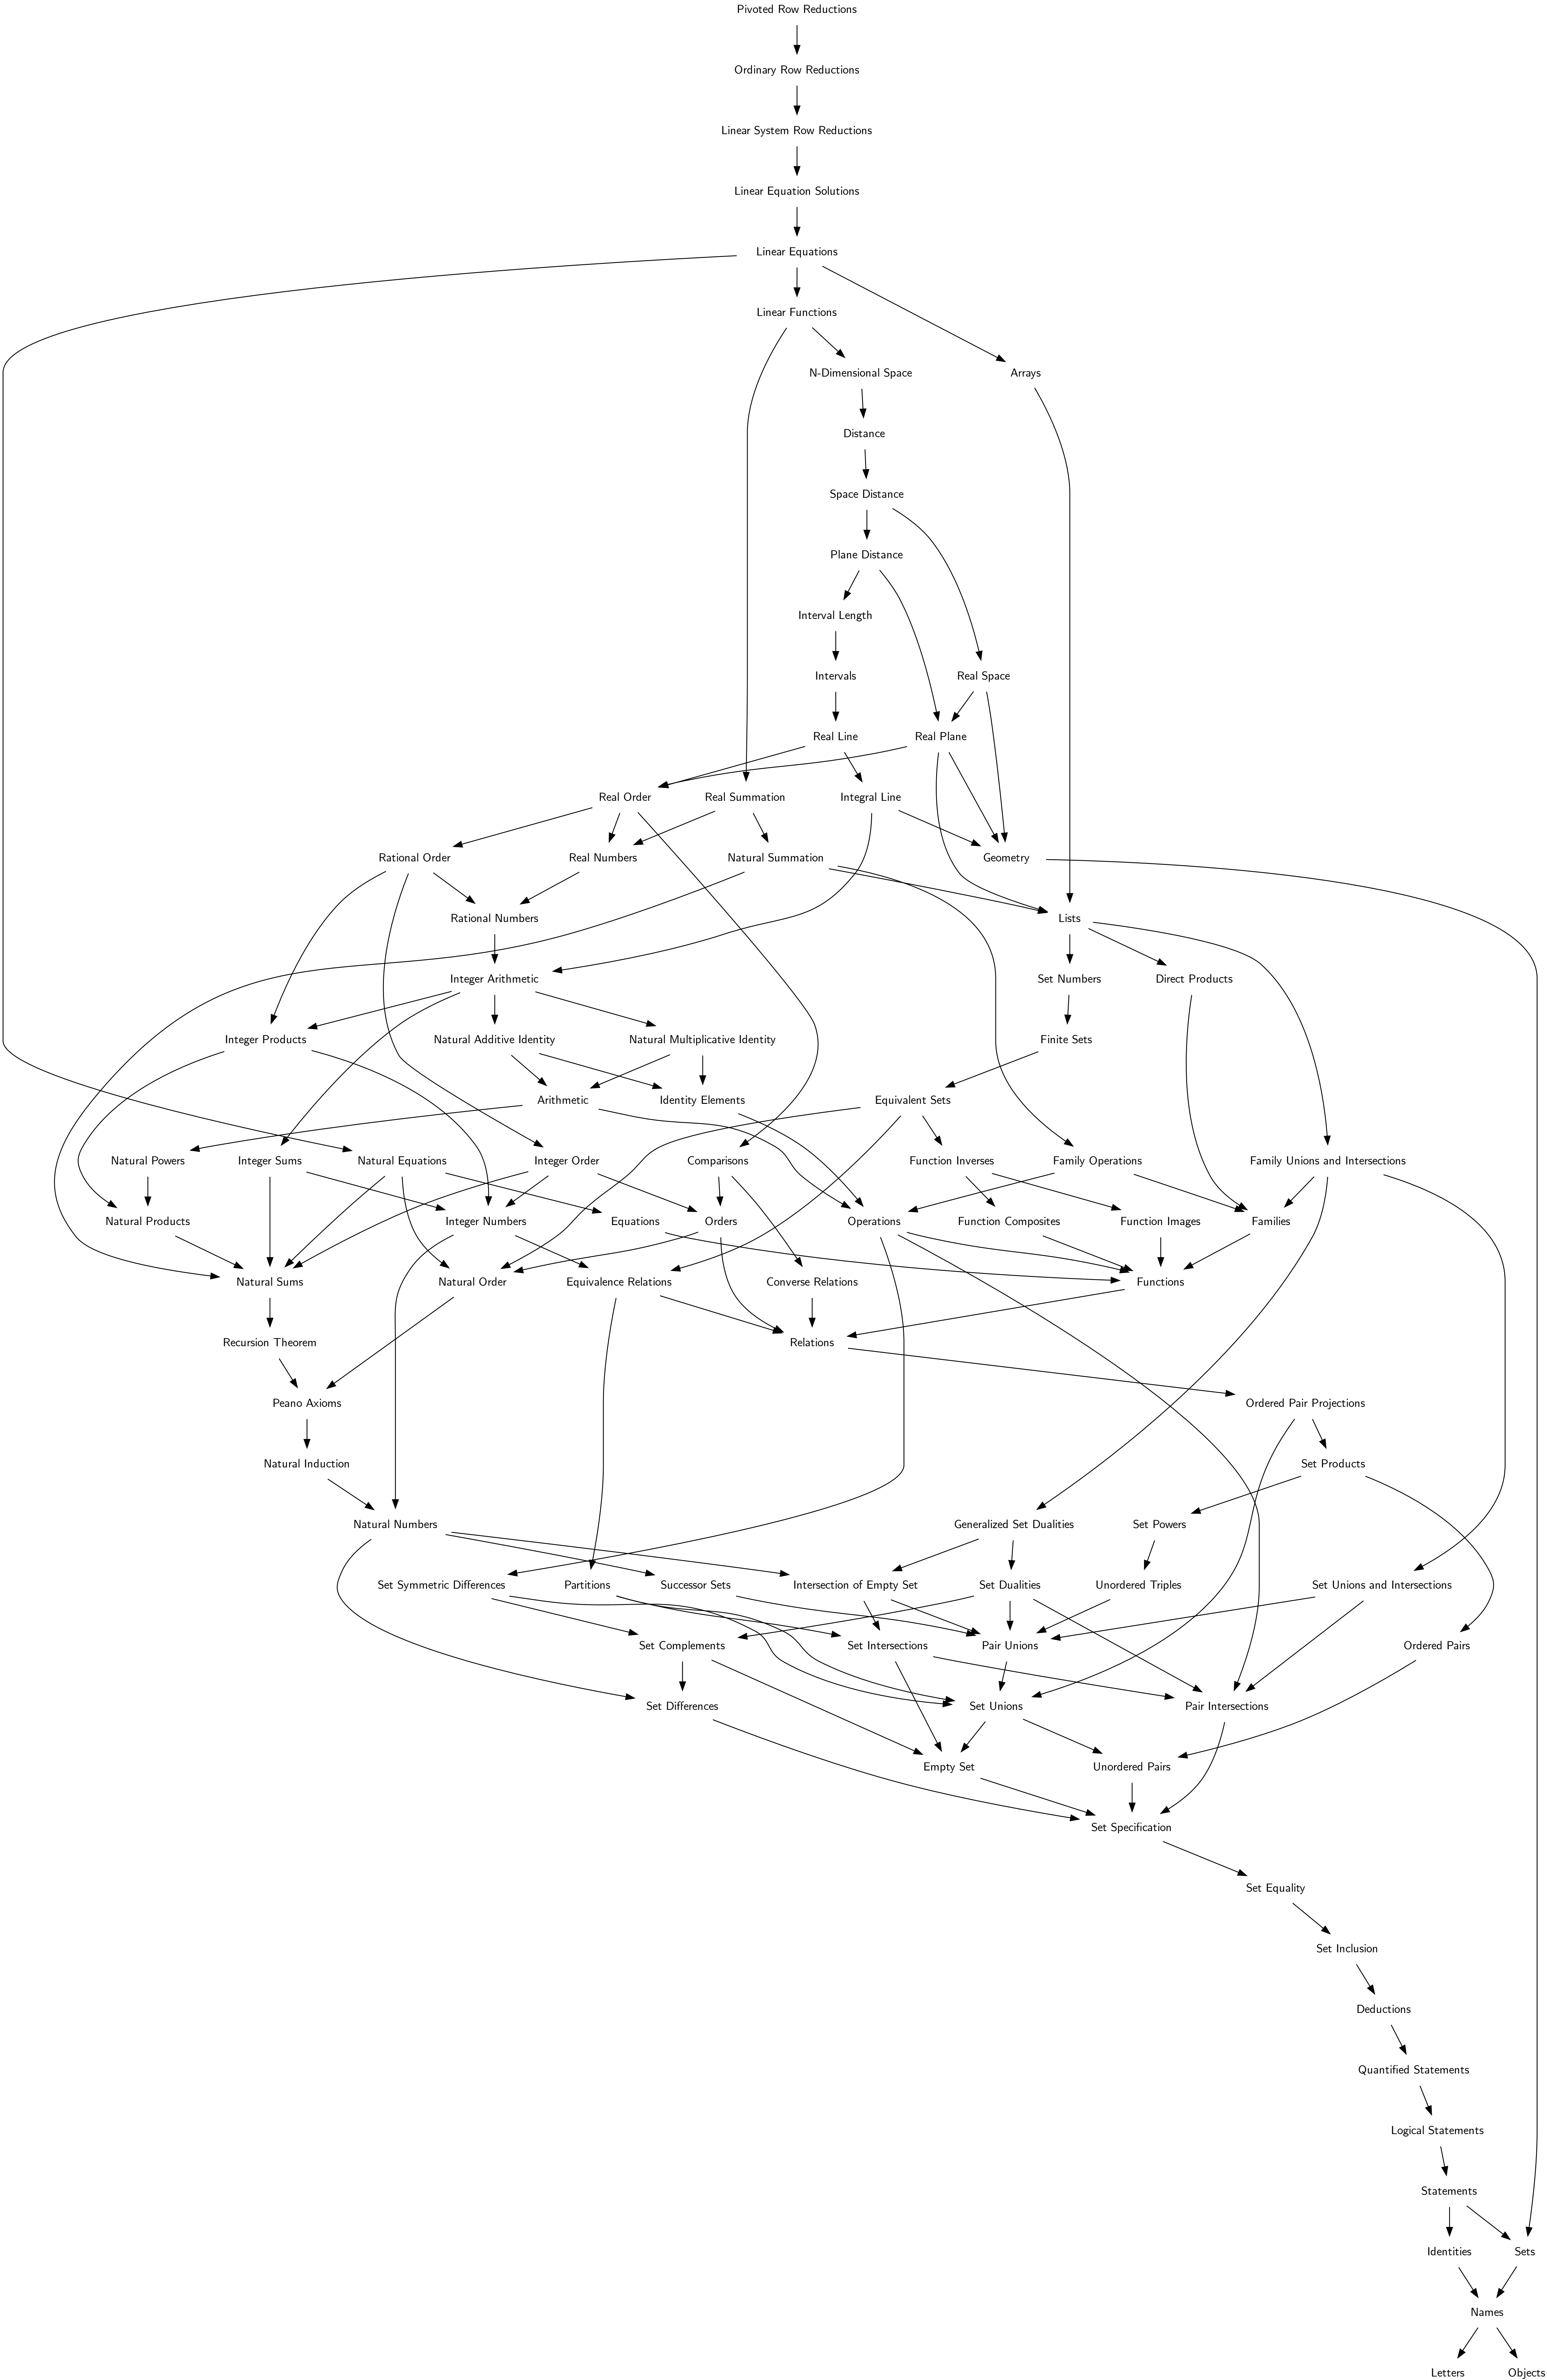 Pivoted Row Reductions
Ordinary Row Reductions
Linear System Row Reductions
Linear Equation Solutions
Linear Equations
Linear Functions
N-Dimensional Space
Arrays
Distance
Space Distance
Plane Distance
Interval Length
Intervals
Real Space
Real Line
Real Plane
Real Order
Real Summation
Integral Line
Rational Order
Real Numbers
Natural Summation
Geometry
Rational Numbers
Lists
Integer Arithmetic
Set Numbers
Direct Products
Integer Products
Natural Additive Identity
Natural Multiplicative Identity
Finite Sets
Arithmetic
Identity Elements
Equivalent Sets
Natural Powers
Integer Sums
Natural Equations
Integer Order
Comparisons
Function Inverses
Family Operations
Family Unions and Intersections
Natural Products
Integer Numbers
Equations
Orders
Operations
Function Composites
Function Images
Families
Natural Sums
Natural Order
Equivalence Relations
Converse Relations
Functions
Recursion Theorem
Relations
Peano Axioms
Ordered Pair Projections
Natural Induction
Set Products
Natural Numbers
Generalized Set Dualities
Set Powers
Set Symmetric Differences
Partitions
Successor Sets
Intersection of Empty Set
Set Dualities
Unordered Triples
Set Unions and Intersections
Set Complements
Set Intersections
Pair Unions
Ordered Pairs
Set Differences
Set Unions
Pair Intersections
Empty Set
Unordered Pairs
Set Specification
Set Equality
Set Inclusion
Deductions
Quantified Statements
Logical Statements
Statements
Identities
Sets
Names
Letters
Objects